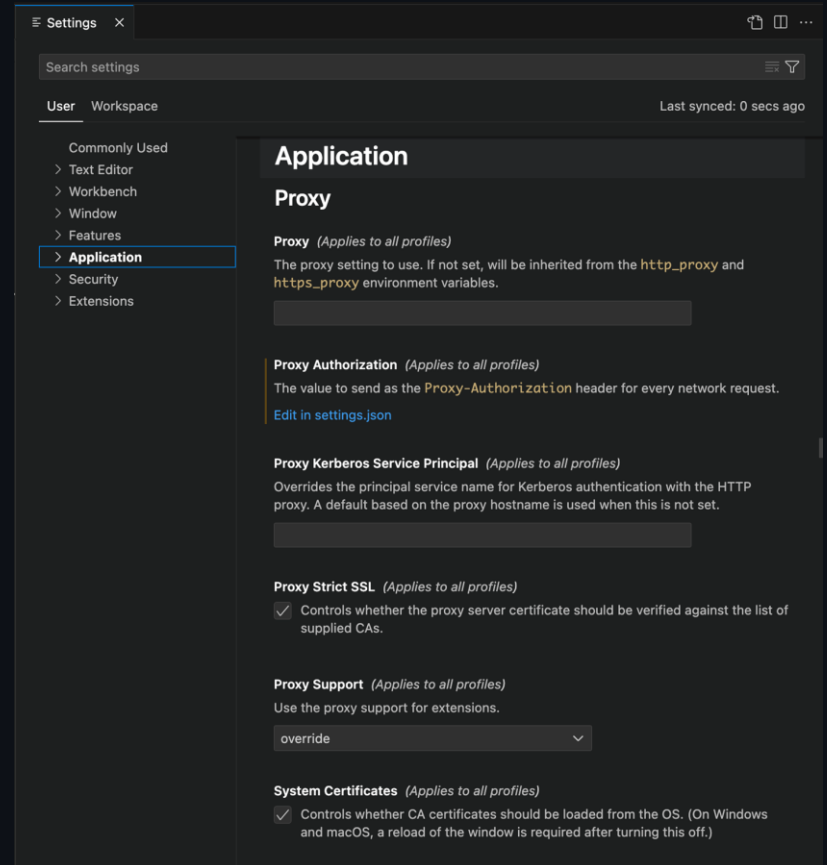 Settings
Search settings
User Workspace
Last synced: 0 secs ago
Commonly Used
Text Editor
Workbench
Window
Features
Application
Security
Extensions
Application
Proxy
Proxy (Applies to all profiles)
The proxy setting to use. If not set, will be inherited from the http_proxy and
https_proxy environment variables.
Proxy Authorization (Applies to all profiles)
The value to send as the Proxy-Authorization header for every network request.
Edit in settings.json
Proxy Kerberos Service Principal (Applies to all profiles)
Overrides the principal service name for Kerberos authentication with the HTTP
proxy. A default based on the proxy hostname is used when this is not set.
Proxy Strict SSL (Applies to all profiles)
Controls whether the proxy server certificate should be verified against the list of
supplied CAs.
Proxy Support (Applies to all profiles)
Use the proxy support for extensions.
override
System Certificates (Applies to all profiles)
Controls whether CA certificates should be loaded from the OS. (On Windows
and macOS, a reload of the window is required after turning this off.)